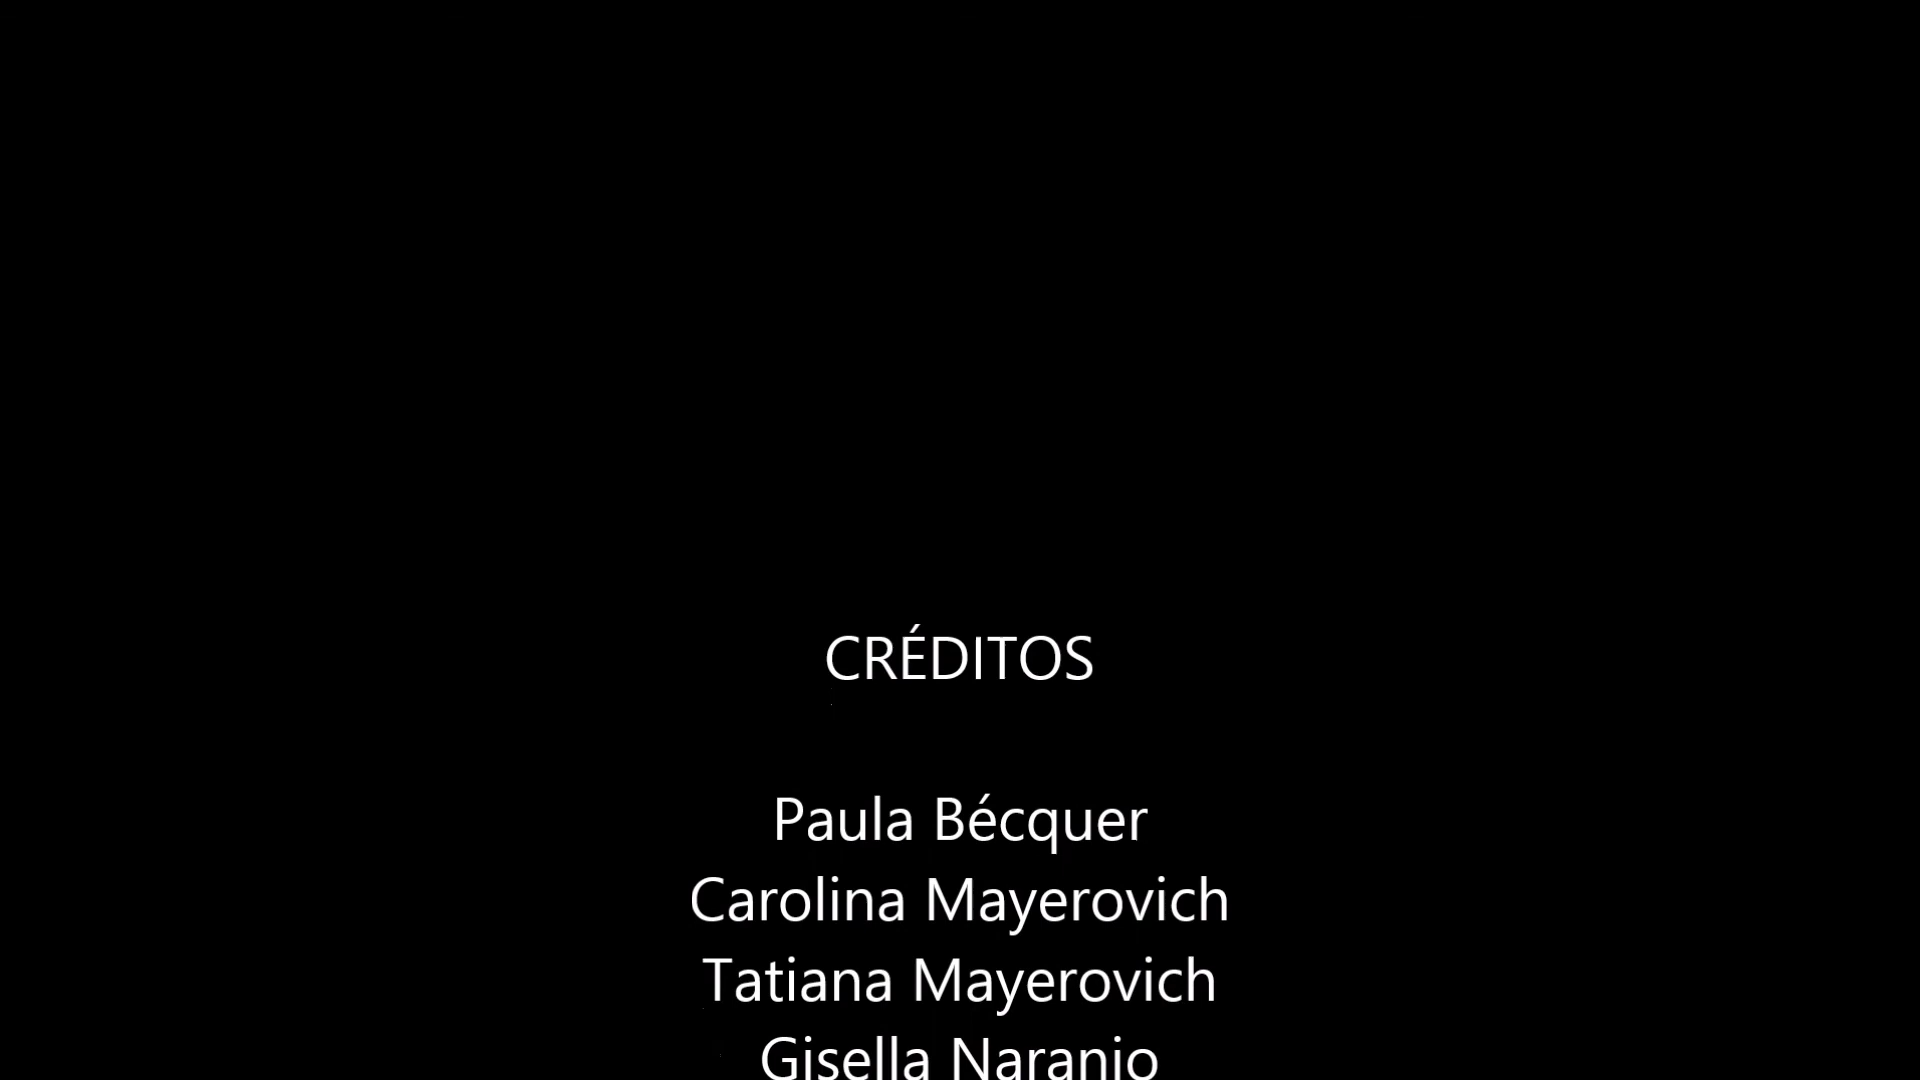 CRÉDITOS
Paula Bécquer
Carolina Mayerovich
Tatiana Mayerovich
Gisella Naranjo